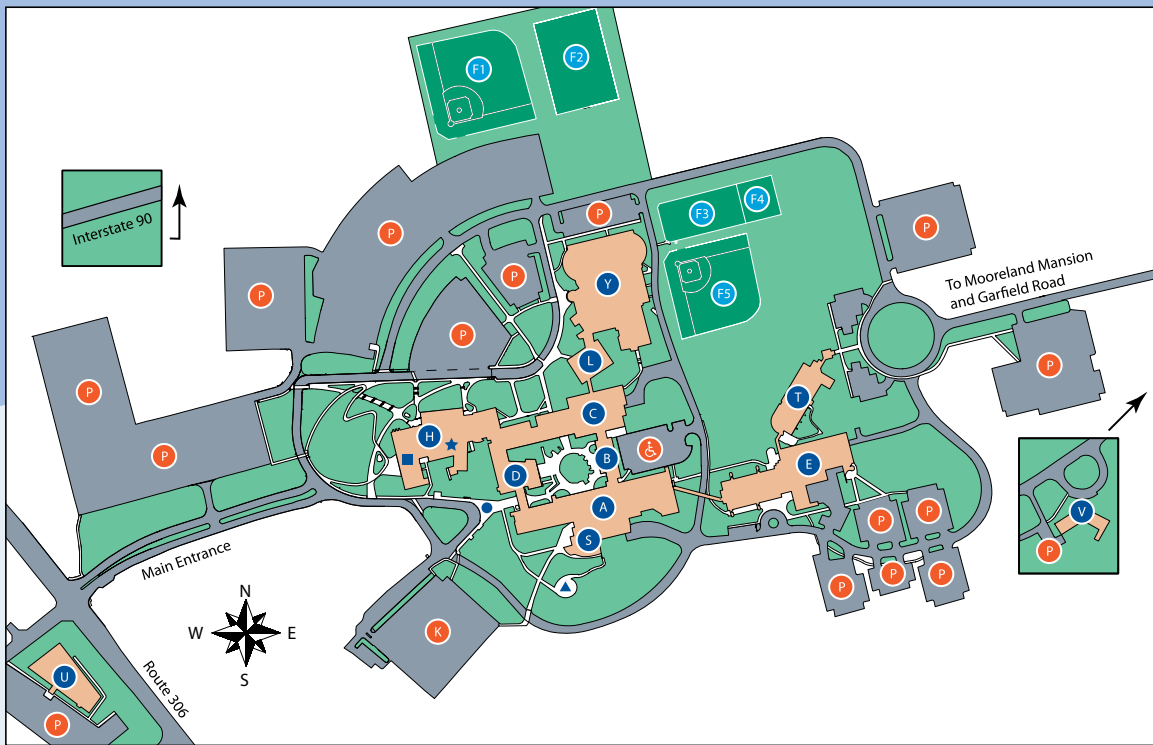 F1
F2
Interstate 90
P
P
F3
F4
P
P
P
Y
F5
To Mooreland Mansion
and Garfield Road
P
P
L
P
P
T
C
H
B
P
E
D
A
P
P
V
S
P
Main Entrance
P
P
P
N
W
E
S
K
U
Route 306
P